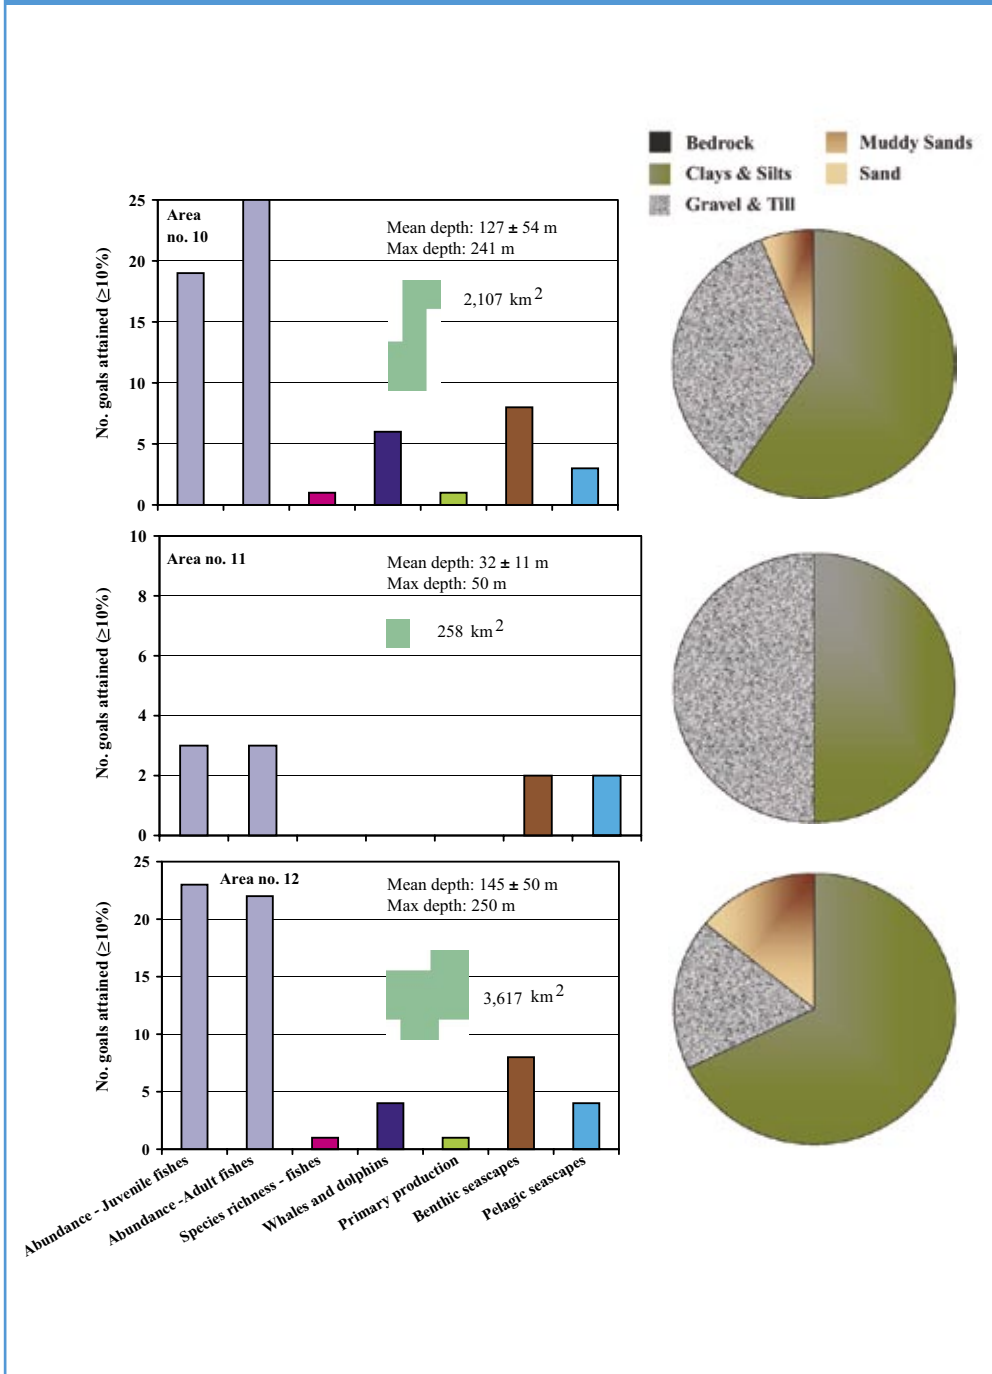 Bedrock
Muddy Sands
Clays & Silts
Sand
Gravel & Till
No. goals attained (≥10%)
25
20
15
10
5
0
Area
no. 10
Mean depth: 127 ± 54 m
Max depth: 241 m
2,107 km2
No. goals attained (≥10%)
10
8
6
4
2
0
Area no. 11
Mean depth: 32 ± 11 m
Max depth: 50 m
258 km2
No. goals attained (≥10%)
25
20
15
10
5
0
Area no. 12
Mean depth: 145 ± 50 m
Max depth: 250 m
3,617 km2
Abundance - Juvenile fishes
Abundance -Adult fishes
Species richness - fishes
Whales and dolphins
Primary production
Benthic seascapes
Pelagic seascapes